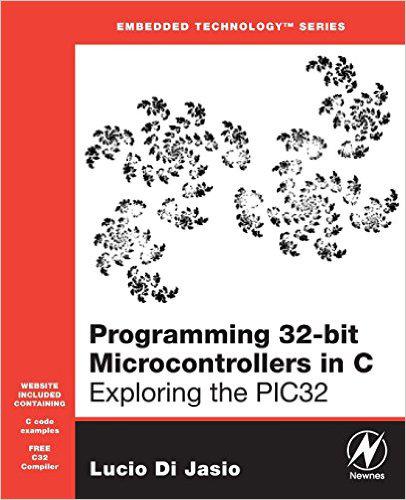 EMBEDDED TECHNOLOGY™ SERIES
Programming 32-bit
Microcontrollers in C
Exploring the PIC32
WEBSITE
INCLUDED
CONTAINING
C code
examples
FREE
C32
Compiler
Lucio Di Jasio
Newnes